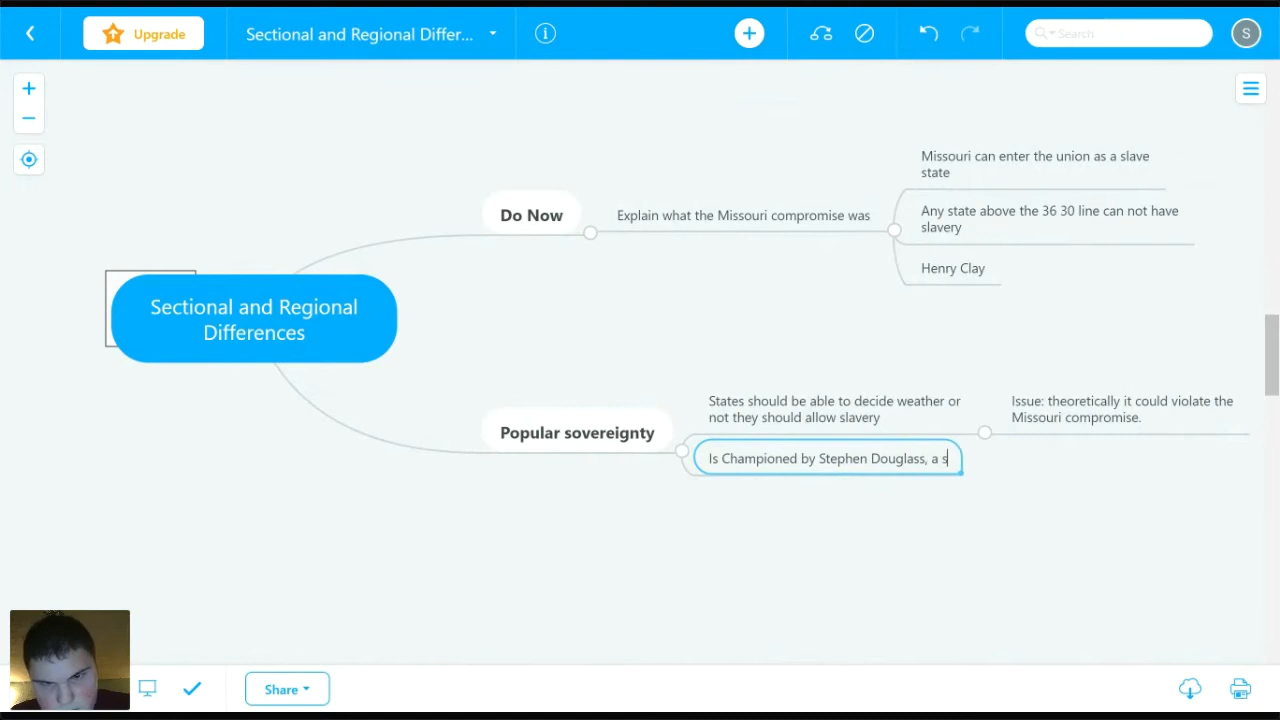 Upgrade
Sectional and Regional Differ...
Search
S
Missouri can enter the union as a slave
state
Do Now
Explain what the Missouri compromise was
Any state above the 36 30 line can not have
slavery
Henry Clay
Sectional and Regional
Differences
Popular sovereignty
States should be able to decide weather or
not they should allow slavery
Issue: theoretically it could violate the
Missouri compromise.
Is Championed by Stephen Douglass, a s
Share